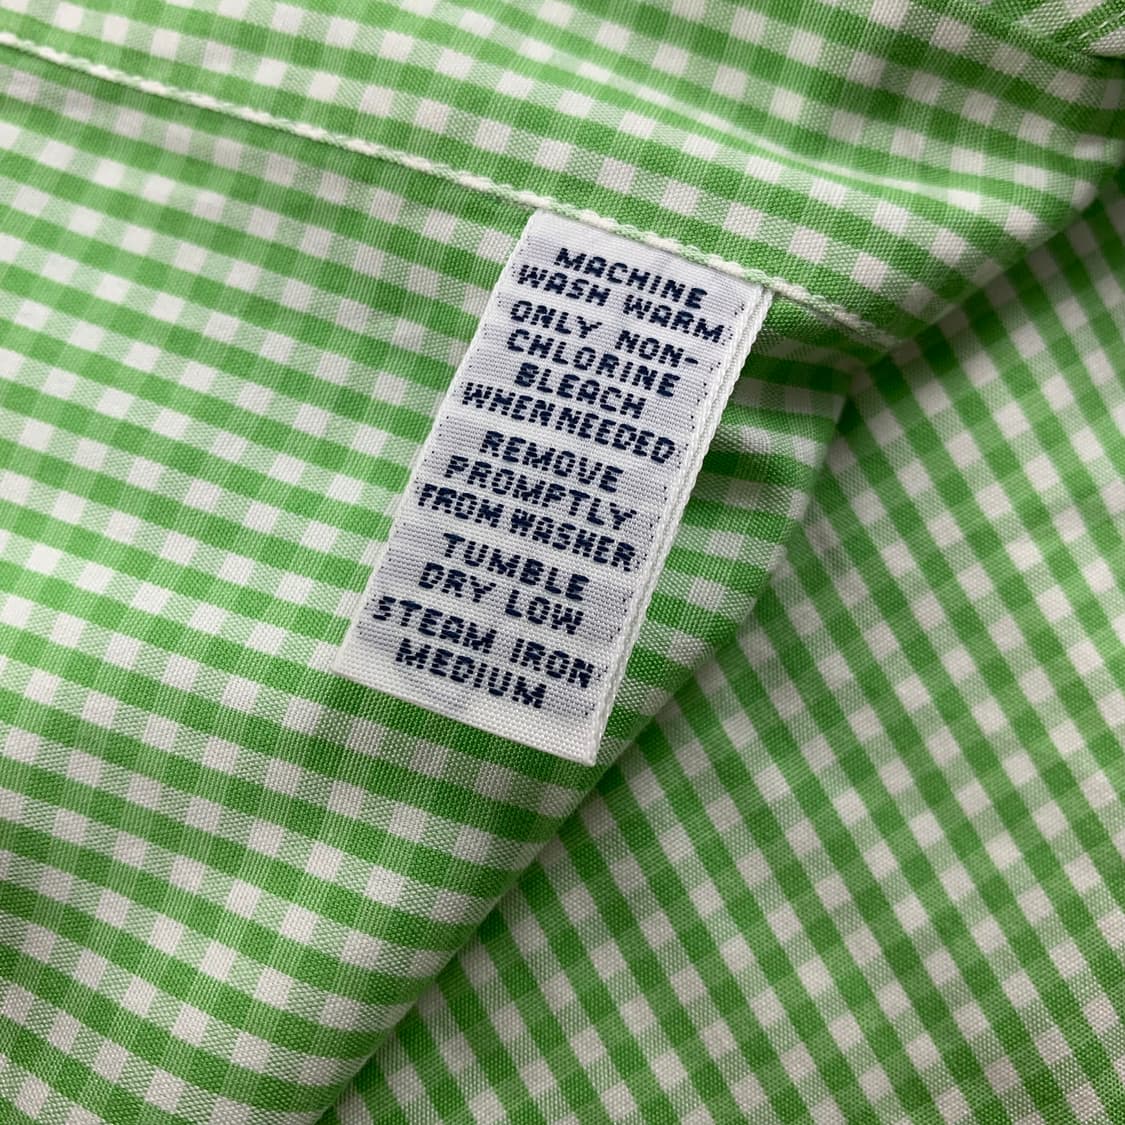 MACHINE
WASH WARM
ONLY NON-
CHLORINE
BLEACH
WHEN NEEDED
REMOVE
PROMPTLY
FROM WASHER
TUMBLE
DRY LOW
STEAM IRON
MEDIUM